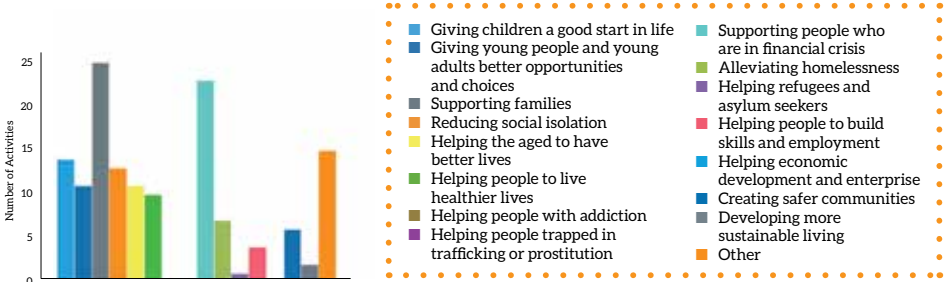 25
20
15
10
5
0
Number of Activities
Giving children a good start in life
Giving young people and young
adults better opportunities
and choices
Supporting families
Reducing social isolation
Helping the aged to have
better lives
Helping people to live
healthier lives
Helping people with addiction
Helping people trapped in
trafficking or prostitution
Supporting people who
are in financial crisis
Alleviating homelessness
Helping refugees and
asylum seekers
Helping people to build
skills and employment
Helping economic
development and enterprise
Creating safer communities
Developing more
sustainable living
Other